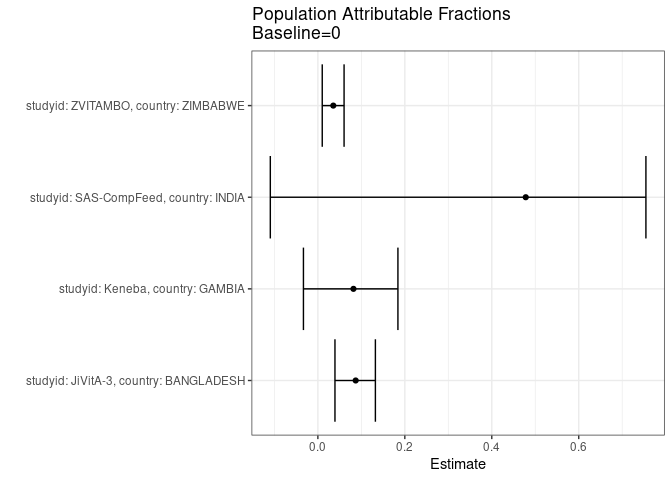 Population Attributable Fractions
Baseline=0
studyid: ZVITAMBO, country: ZIMBABWE
studyid: SAS-CompFeed, country: INDIA
studyid: Keneba, country: GAMBIA
studyid: JiVitA-3, country: BANGLADESH
0.0 0.2 0.4 0.6
Estimate